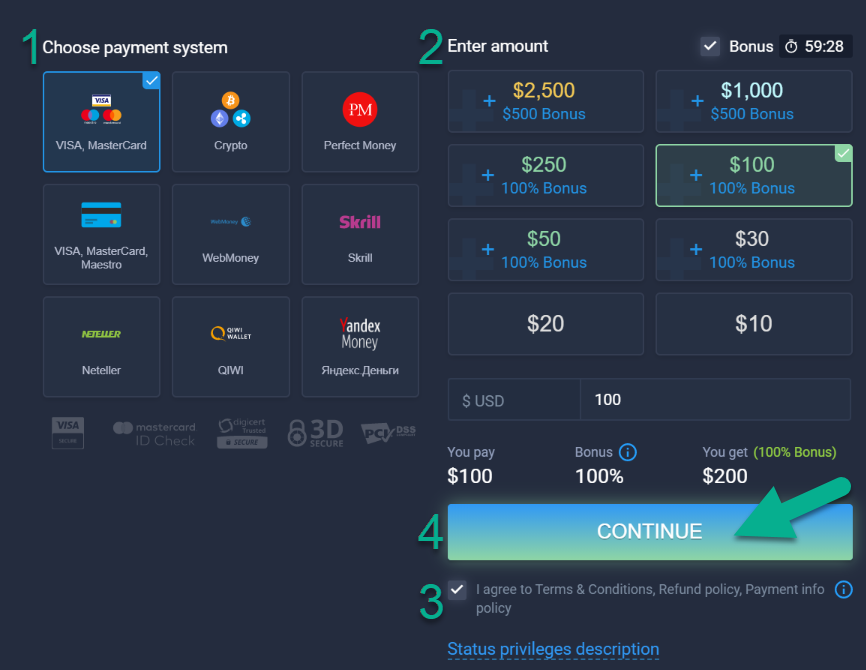 1 Choose payment system
VISA
VISA, MasterCard
Crypto
PM
Perfect Money
VISA, MasterCard,
Maestro
WebMoney
WebMoney
Skrill
Skrill
NETELLER
Neteller
QIWI
WALLET
QIWI
Yandex
Money
Яндекс.Деньги
VISA
SECURE
mastercard
ID Check
digicert
Trusted
SECURE
3D
SECURE
PCI DSS
2 Enter amount
Bonus 59:28
+ $2,500
$500 Bonus
+ $1,000
$500 Bonus
+ $250
100% Bonus
+ $100
100% Bonus
+ $50
100% Bonus
+ $30
100% Bonus
$20
$10
$ USD 100
You pay
$100
Bonus i
100%
You get (100% Bonus)
$200
4 CONTINUE
3 I agree to Terms & Conditions, Refund policy, Payment info i
policy
Status privileges description